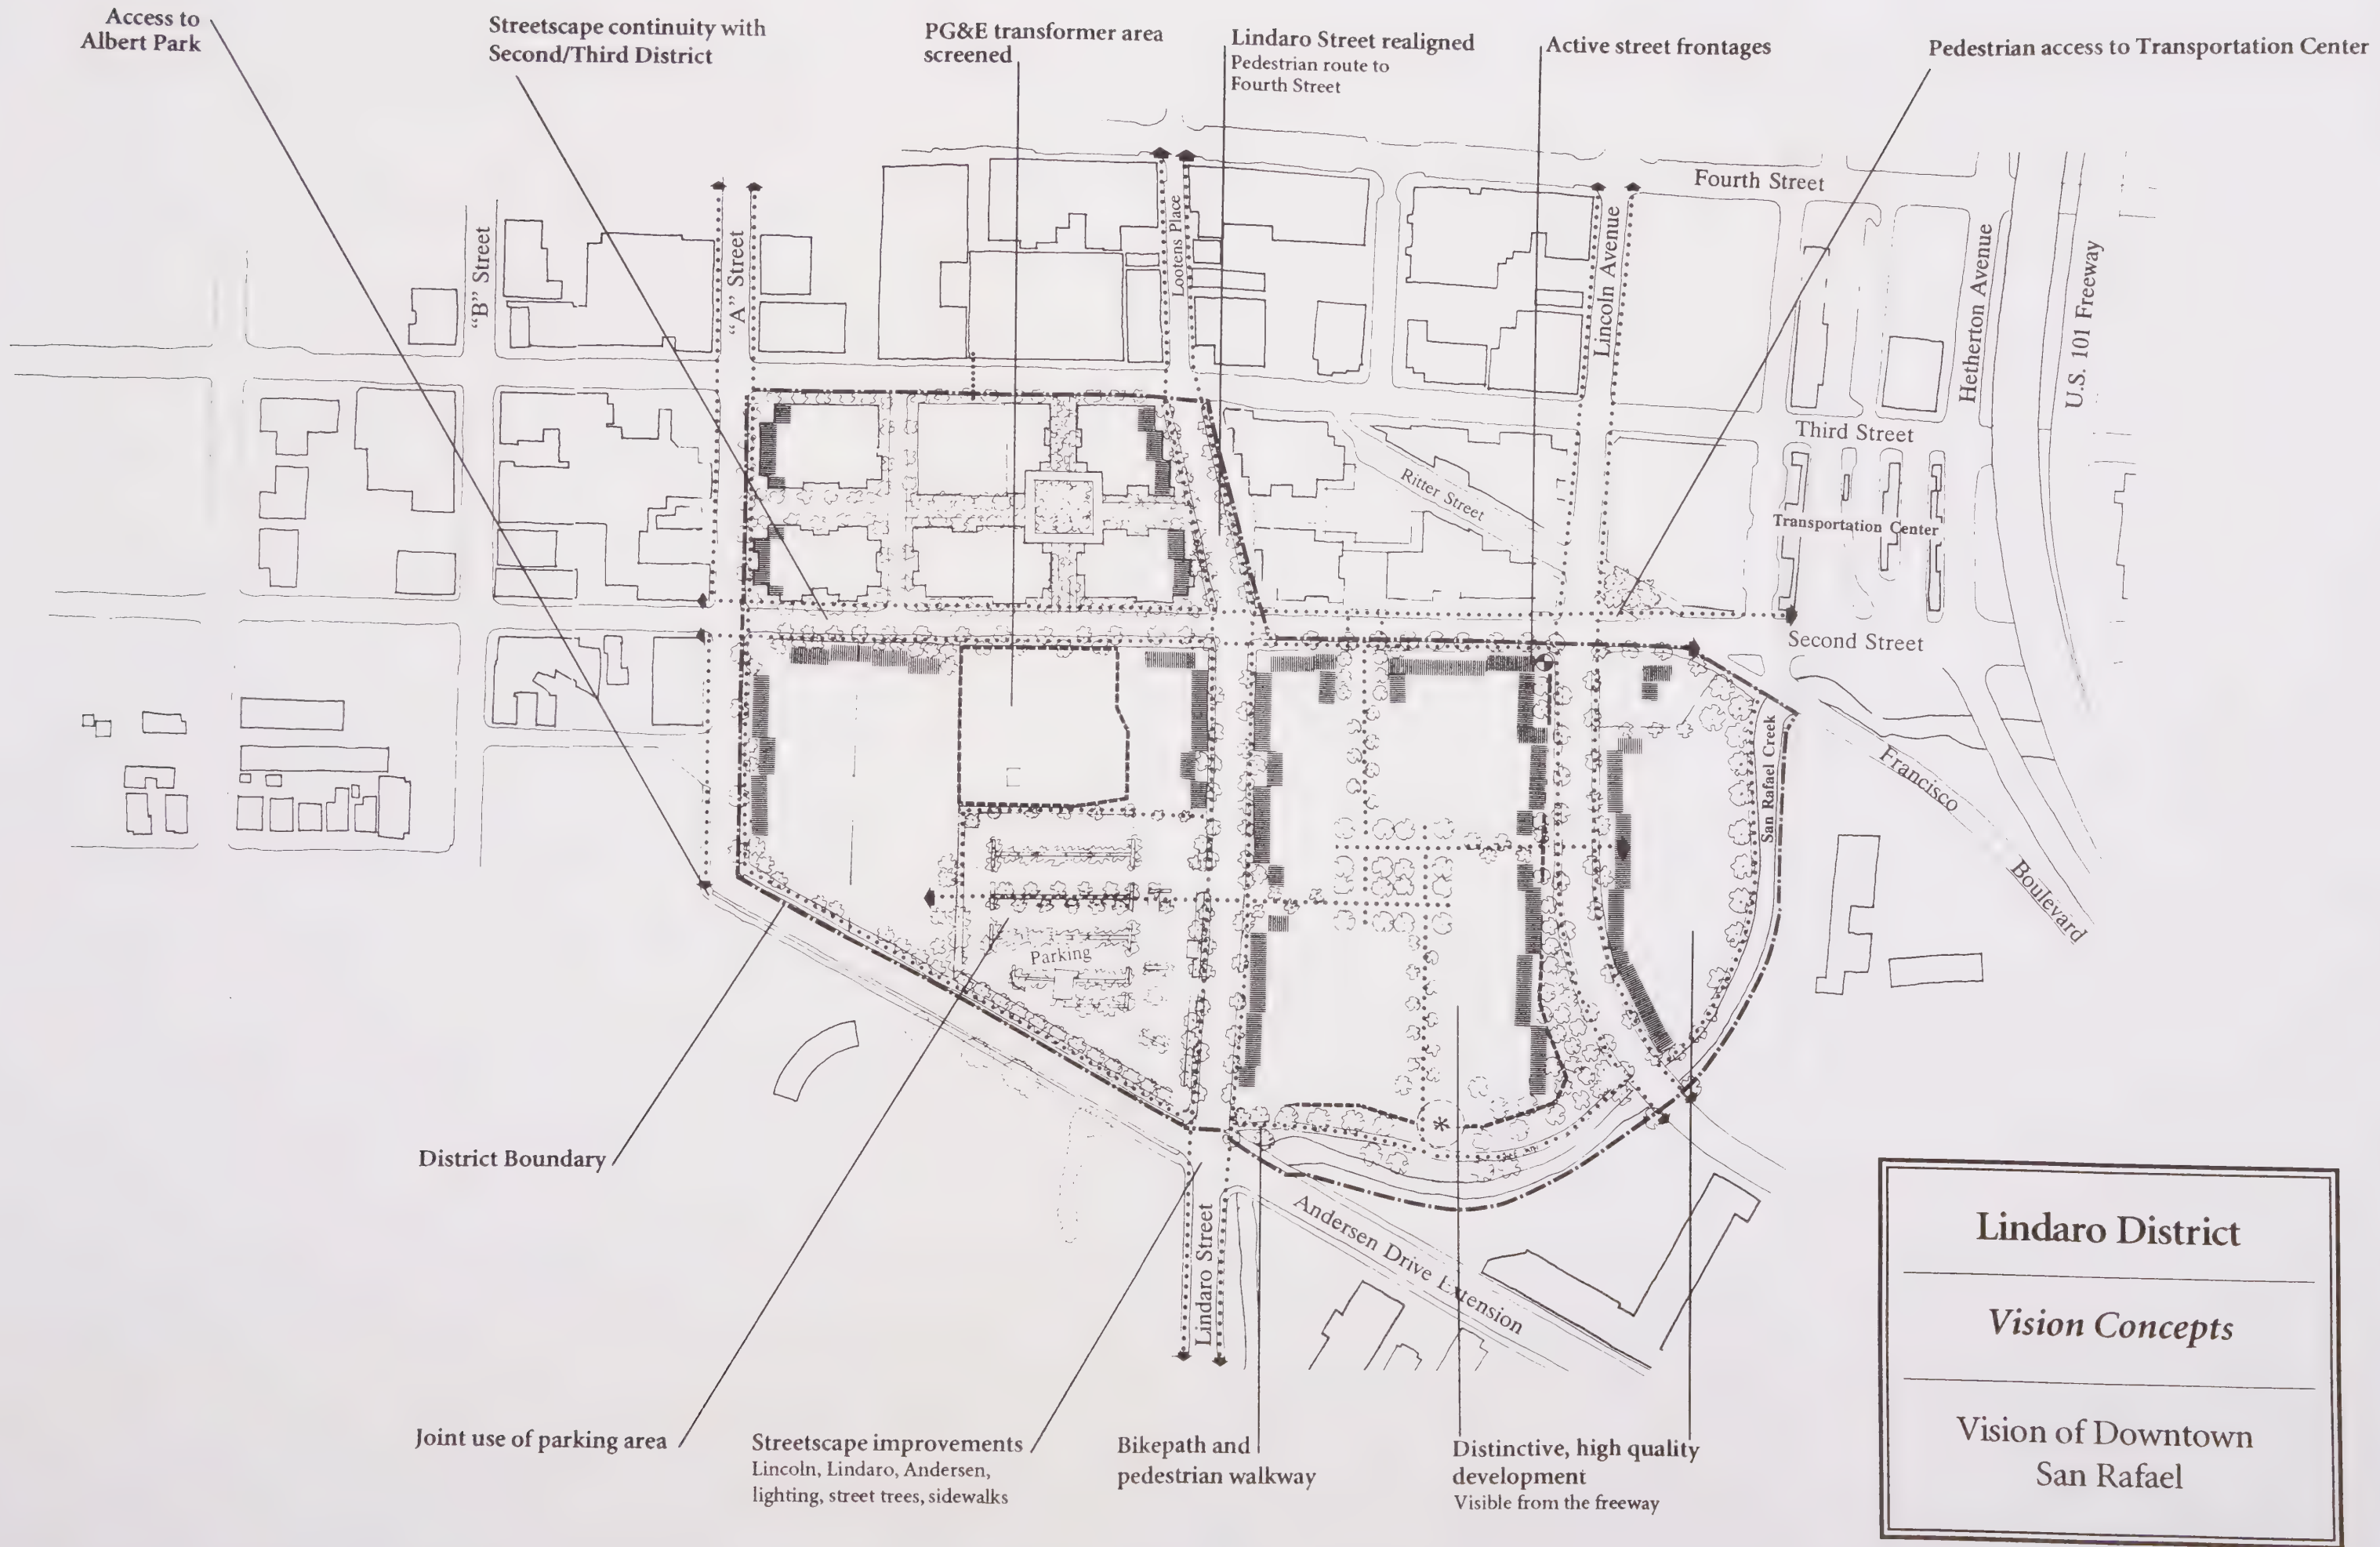 Access to
Albert Park
Streetscape continuity with
Second/Third District
PG&E transformer area
screened
Lindaro Street realigned
Pedestrian route to
Fourth Street
Active street frontages
Pedestrian access to Transportation Center
Fourth Street
"B" Street
"A" Street
Lootens Place
Lincoln Avenue
Hetherton Avenue
U.S. 101 Freeway
Third Street
Ritter Street
Transportation Center
Second Street
San Rafael Creek
Francisco
Boulevard
Parking
District Boundary
Lindaro Street
Andersen Drive Extension
Joint use of parking area
Streetscape improvements
Lincoln, Lindaro, Andersen,
lighting, street trees, sidewalks
Bikepath and
pedestrian walkway
Distinctive, high quality
development
Visible from the freeway
Lindaro District
Vision Concepts
Vision of Downtown
San Rafael